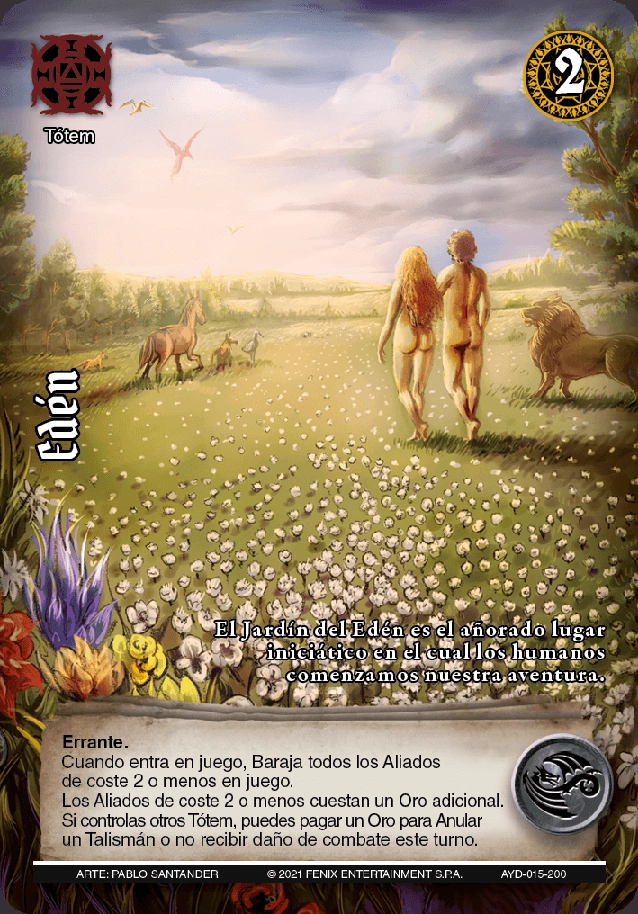 2
Tótem
Edén
El Jardín del Edén es el añorado lugar
iniciático en el cual los humanos
comenzamos nuestra aventura.
Errante.
Cuando entra en juego, Baraja todos los Aliados
de coste 2 o menos en juego.
Los Aliados de coste 2 o menos cuestan un Oro adicional.
Si controlas otros Tótem, puedes pagar un Oro para Anular
un Talismán o no recibir daño de combate este turno.
ARTE: PABLO SANTANDER © 2021 FENIX ENTERTAINMENT S.P.A. AYD-015-200